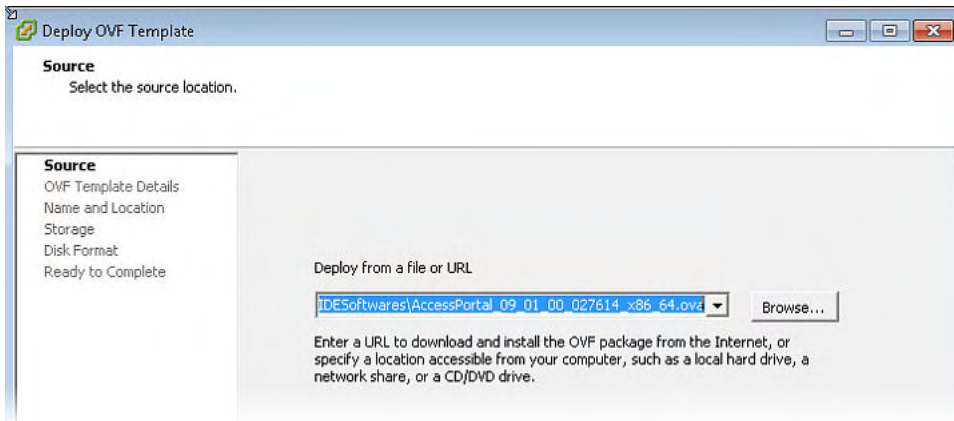 Deploy OVF Template
Source
Select the source location.
Source
OVF Template Details
Name and Location
Storage
Disk Format
Ready to Complete
Deploy from a file or URL
IDESoftwares\AccessPortal_09_01_00_027614_x86_64.ova
Browse...
Enter a URL to download and install the OVF package from the Internet, or
specify a location accessible from your computer, such as a local hard drive, a
network share, or a CD/DVD drive.